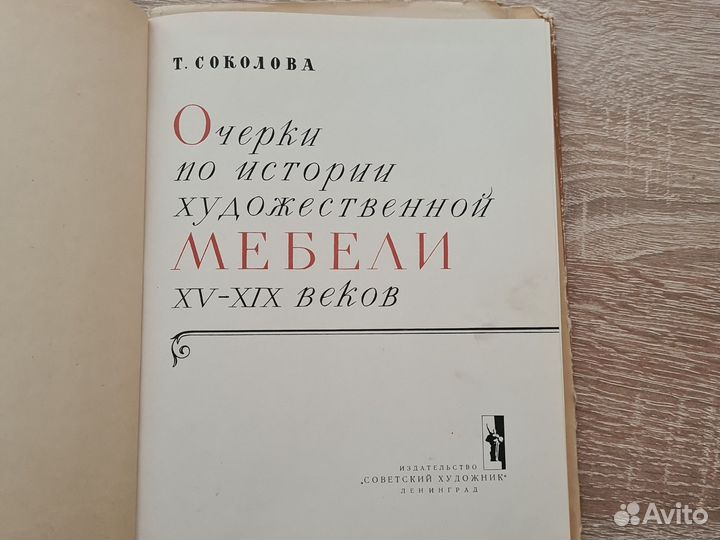 Т. СОКОЛОВА
Очерки
по истории
художественной
МЕБЕЛИ
XV-XIX веков
ИЗДАТЕЛЬСТВО
„СОВЕТСКИЙ ХУДОЖНИК“
ЛЕНИНГРАД
Avito